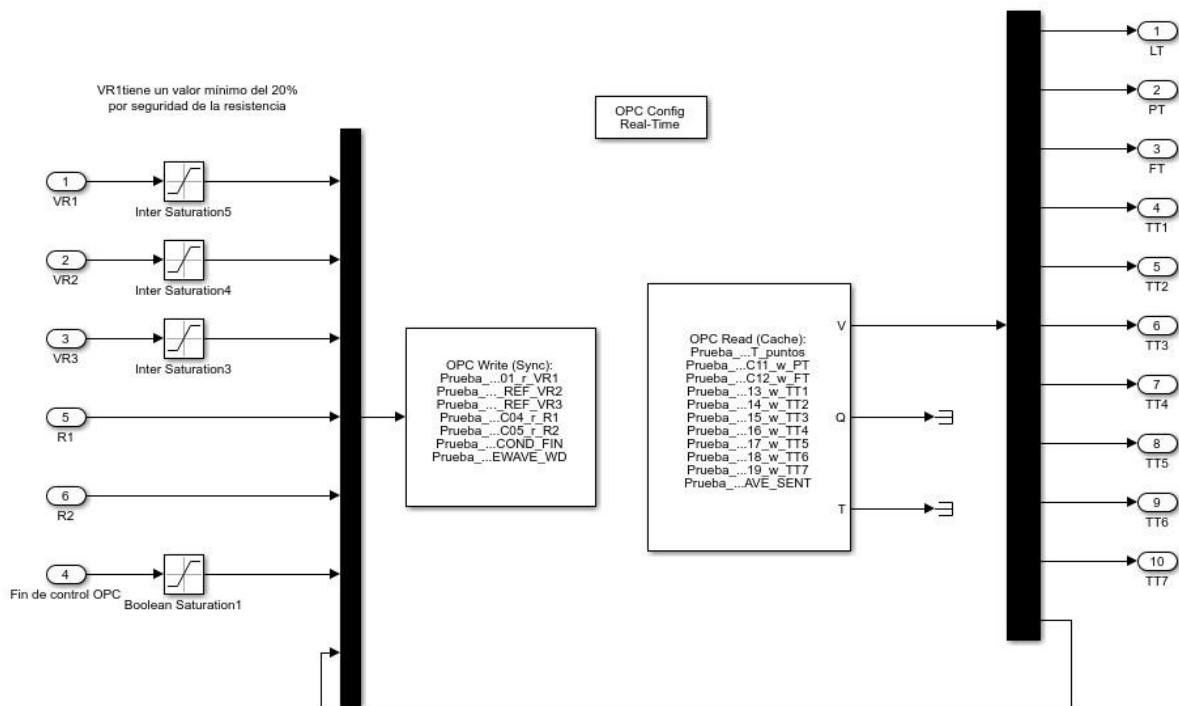 VR1tiene un valor mínimo del 20%
por seguridad de la resistencia
1
VR1
Inter Saturation5
2
VR2
Inter Saturation4
3
VR3
Inter Saturation3
5
R1
6
R2
4
Fin de control OPC
Boolean Saturation1
OPC Write (Sync):
Prueba_...01_r_VR1
Prueba_..._REF_VR2
Prueba_..._REF_VR3
Prueba_...C04_r_R1
Prueba_...C05_r_R2
Prueba_...COND_FIN
Prueba_...EWAVE_WD
OPC Config
Real-Time
OPC Read (Cache):
Prueba_...T_puntos
Prueba_...C11_w_PT
Prueba_...C12_w_FT
Prueba_...13_w_TT1
Prueba_...14_w_TT2
Prueba_...15_w_TT3
Prueba_...16_w_TT4
Prueba_...17_w_TT5
Prueba_...18_w_TT6
Prueba_...19_w_TT7
Prueba_...AVE_SENT
V
Q
T
1
LT
2
PT
3
FT
4
TT1
5
TT2
6
TT3
7
TT4
8
TT5
9
TT6
10
TT7